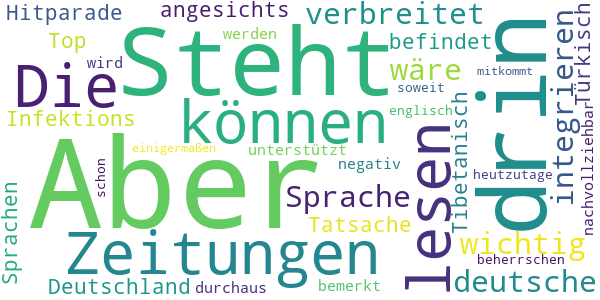 Hitparade
angesichts
verbreitet
Top
werden
befindet
Steht
drin
Türkisch
Die
wird
wäre
mitkommt
integrieren
soweit
Infektions
können
englisch
lesen
Tibetanisch
nachvollziehbar
Aber
einigermaßen
unterstützt
negativ
heutzutage
schon
Sprache
Sprachen
Tatsache
wichtig
Zeitungen
beherrschen
Deutschland
durchaus
bemerkt
deutsche